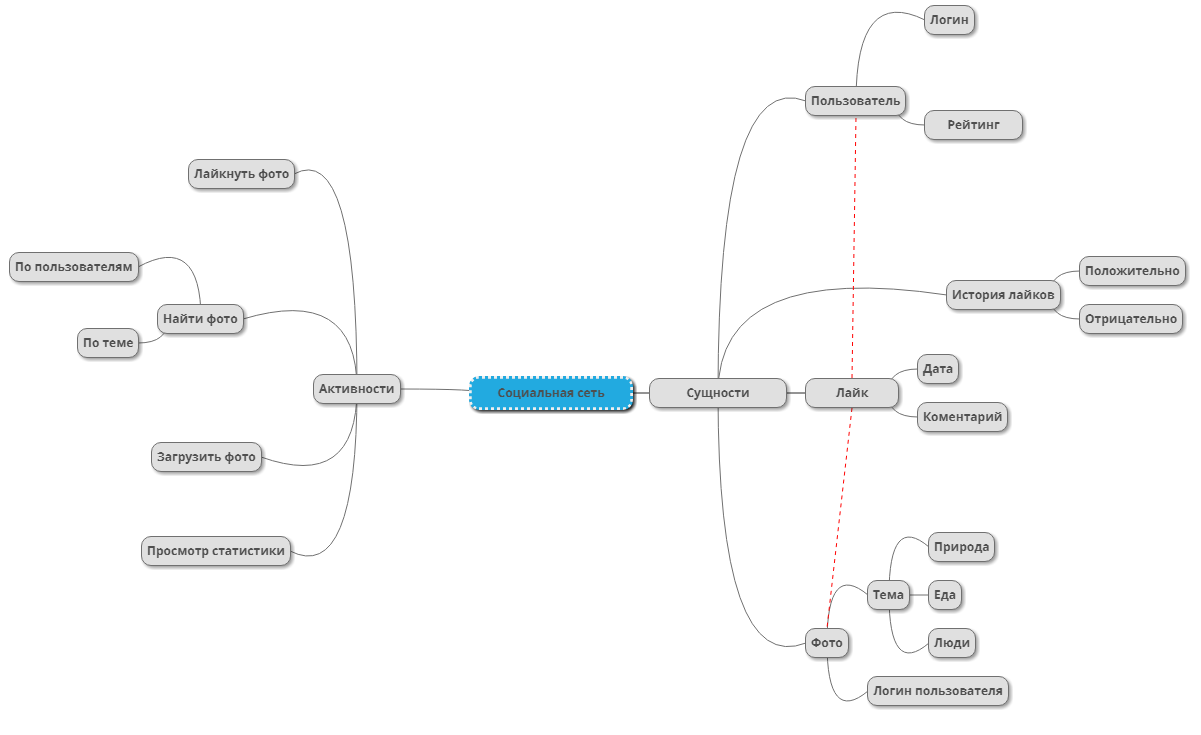 Социальная сеть
Активности
Лайкнуть фото
Найти фото
По пользователям
По теме
Загрузить фото
Просмотр статистики
Сущности
Пользователь
Логин
Рейтинг
История лайков
Положительно
Отрицательно
Лайк
Дата
Коментарий
Фото
Тема
Природа
Еда
Люди
Логин пользователя